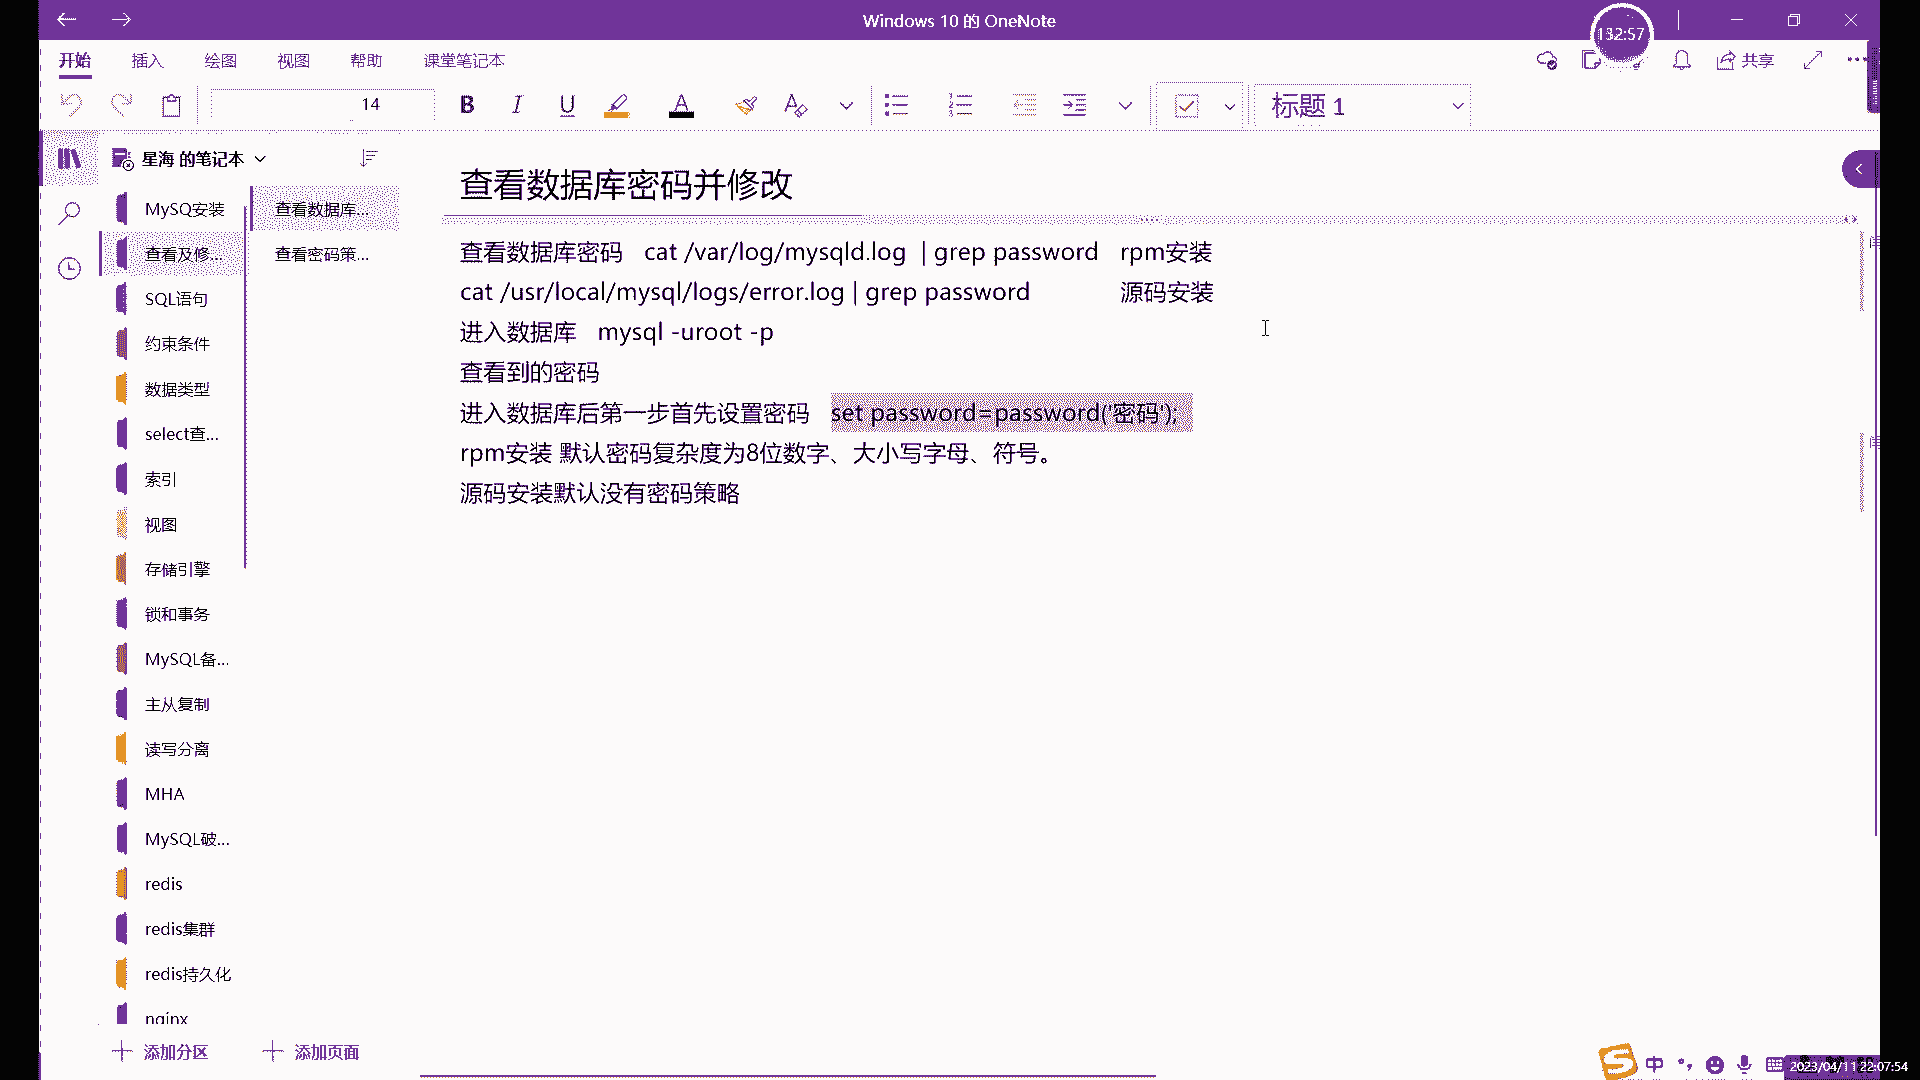 Windows 10 的 OneNote
132:57
开始 插入 绘图 视图 帮助 课堂笔记本
共享
14 B I U A 标题 1
星海 的笔记本
MySQ安装
查看及修...
SQL语句
约束条件
数据类型
select查...
索引
视图
存储引擎
锁和事务
MySQL备...
主从复制
读写分离
MHA
MySQL破...
redis
redis集群
redis持久化
nginx
添加分区
查看数据库...
查看密码策...
添加页面
查看数据库密码并修改
查看数据库密码 cat /var/log/mysqld.log | grep password rpm安装
cat /usr/local/mysql/logs/error.log | grep password 源码安装
进入数据库 mysql -uroot -p
查看到的密码
进入数据库后第一步首先设置密码 set password=password('密码');
rpm安装 默认密码复杂度为8位数字、大小写字母、符号。
源码安装默认没有密码策略
中
2023/04/11 22:07:54